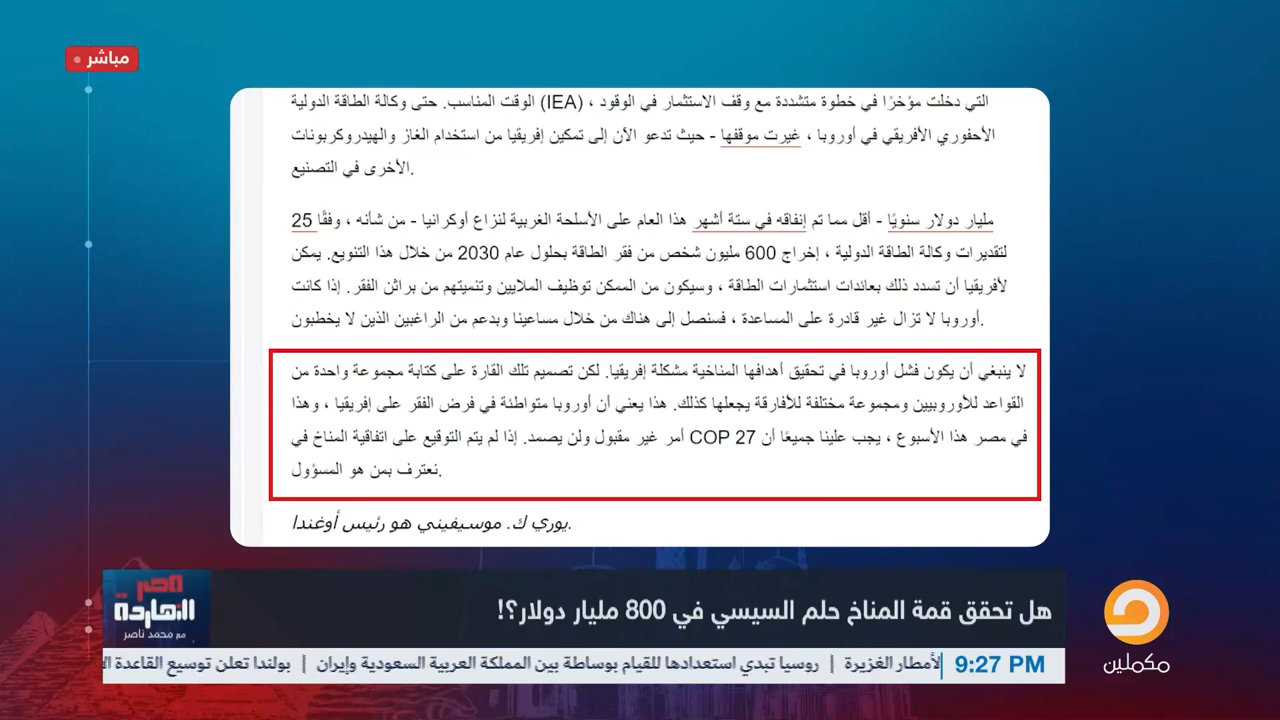 مباشر
التي دخلت مؤخرًا في خطوة متشددة مع وقف الاستثمار في الوقود ، (IEA) الوقت المناسب. حتى وكالة الطاقة الدولية
الأحفوري الأفريقي في أوروبا ، غيرت موقفها - حيث تدعو الآن إلى تمكين إفريقيا من استخدام الغاز والهيدروكربونات
الأخرى في التصنيع.
مليار دولار سنويًا - أقل مما تم إنفاقه في ستة أشهر هذا العام على الأسلحة الغربية لنزاع أوكرانيا - من شأنه ، وفقًا 25
لتقديرات وكالة الطاقة الدولية ، إخراج 600 مليون شخص من فقر الطاقة بحلول عام 2030 من خلال هذا التنويع. يمكن
لأفريقيا أن تسدد ذلك بعائدات استثمارات الطاقة ، وسيكون من الممكن توظيف الملايين وتنميتهم من براثن الفقر. إذا كانت
أوروبا لا تزال غير قادرة على المساعدة ، فسنصل إلى هناك من خلال مساعينا وبدعم من الراغبين الذين لا يخطبون.
لا ينبغي أن يكون فشل أوروبا في تحقيق أهدافها المناخية مشكلة إفريقيا. لكن تصميم تلك القارة على كتابة مجموعة واحدة من
القواعد للأوروبيين ومجموعة مختلفة للأفارقة يجعلها كذلك. هذا يعني أن أوروبا متواطئة في فرض الفقر على إفريقيا ، وهذا
في مصر هذا الأسبوع ، يجب علينا جميعًا أن COP 27 أمر غير مقبول ولن يصمد. إذا لم يتم التوقيع على اتفاقية المناخ في
نعترف بمن هو المسؤول.
يوري ك. موسيفيني هو رئيس أوغندا.
مصر
النهاردة
مع محمد ناصر
هل تحقق قمة المناخ حلم السيسي في 800 مليار دولار؟!
مكملين
9:27 PM
لأمطار الغزيرة | روسيا تبدي استعدادها للقيام بوساطة بين المملكة العربية السعودية وإيران | بولندا تعلن توسيع القاعدة